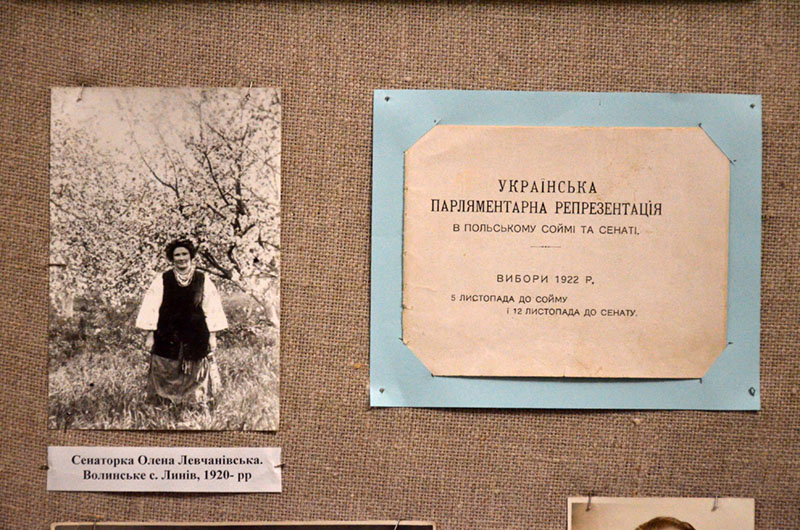 УКРАЇНСЬКА
ПАРЛЯМЕНТАРНА РЕПРЕЗЕНТАЦІЯ
В ПОЛЬСЬКОМУ СОЙМІ ТА СЕНАТІ.
ВИБОРИ 1922 Р.
5 ЛИСТОПАДА ДО СОЙМУ
І 12 ЛИСТОПАДА ДО СЕНАТУ.
Сенаторка Олена Левчанівська.
Волинське с. Линів, 1920- рр